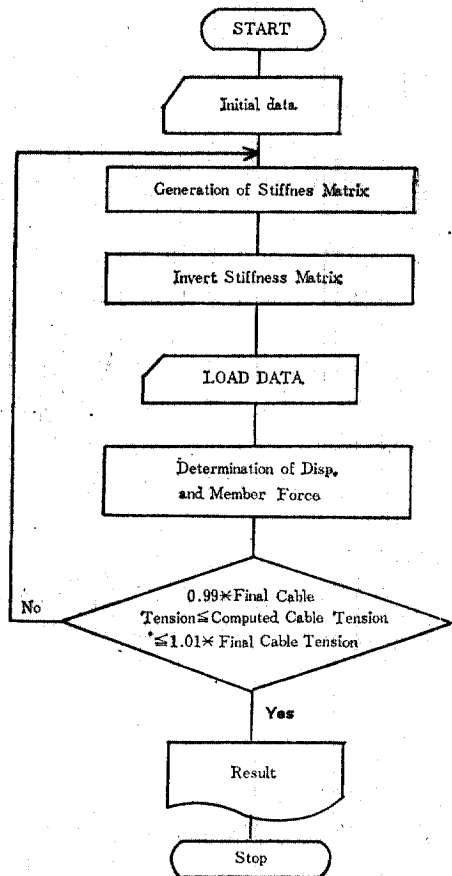 START
Initial data
Generation of Stiffnes Matrix
Invert Stiffness Matrix
LOAD DATA
Determination of Disp.
and Member Force
No
0.99*Final Cable
Tension≦Computed Cable Tension
≦1.01* Final Cable Tension
Yes
Result
Stop